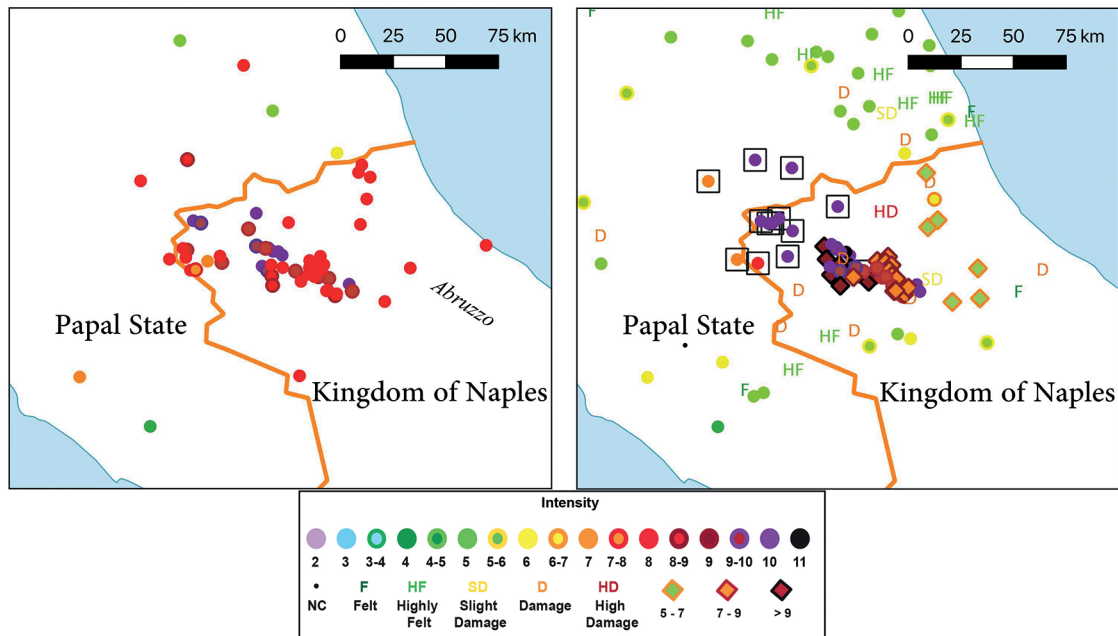 0 25 50 75 km
Abruzzo
Papal State
Kingdom of Naples
F HF
0 25 50 75 km
HF
HF
D
HF HF HF
SD F
HF
D
D
HD
D
SD D
D F
D
D D
HF
HF
F
Papal State
Kingdom of Naples
Intensity
2 3 3-4 4 4-5 5 5-6 6 6-7 7 7-8 8 8-9 9 9-10 10 11
• F HF SD D HD
NC Felt Highly Slight Damage High 5 - 7 7 - 9 > 9
Felt Damage Damage